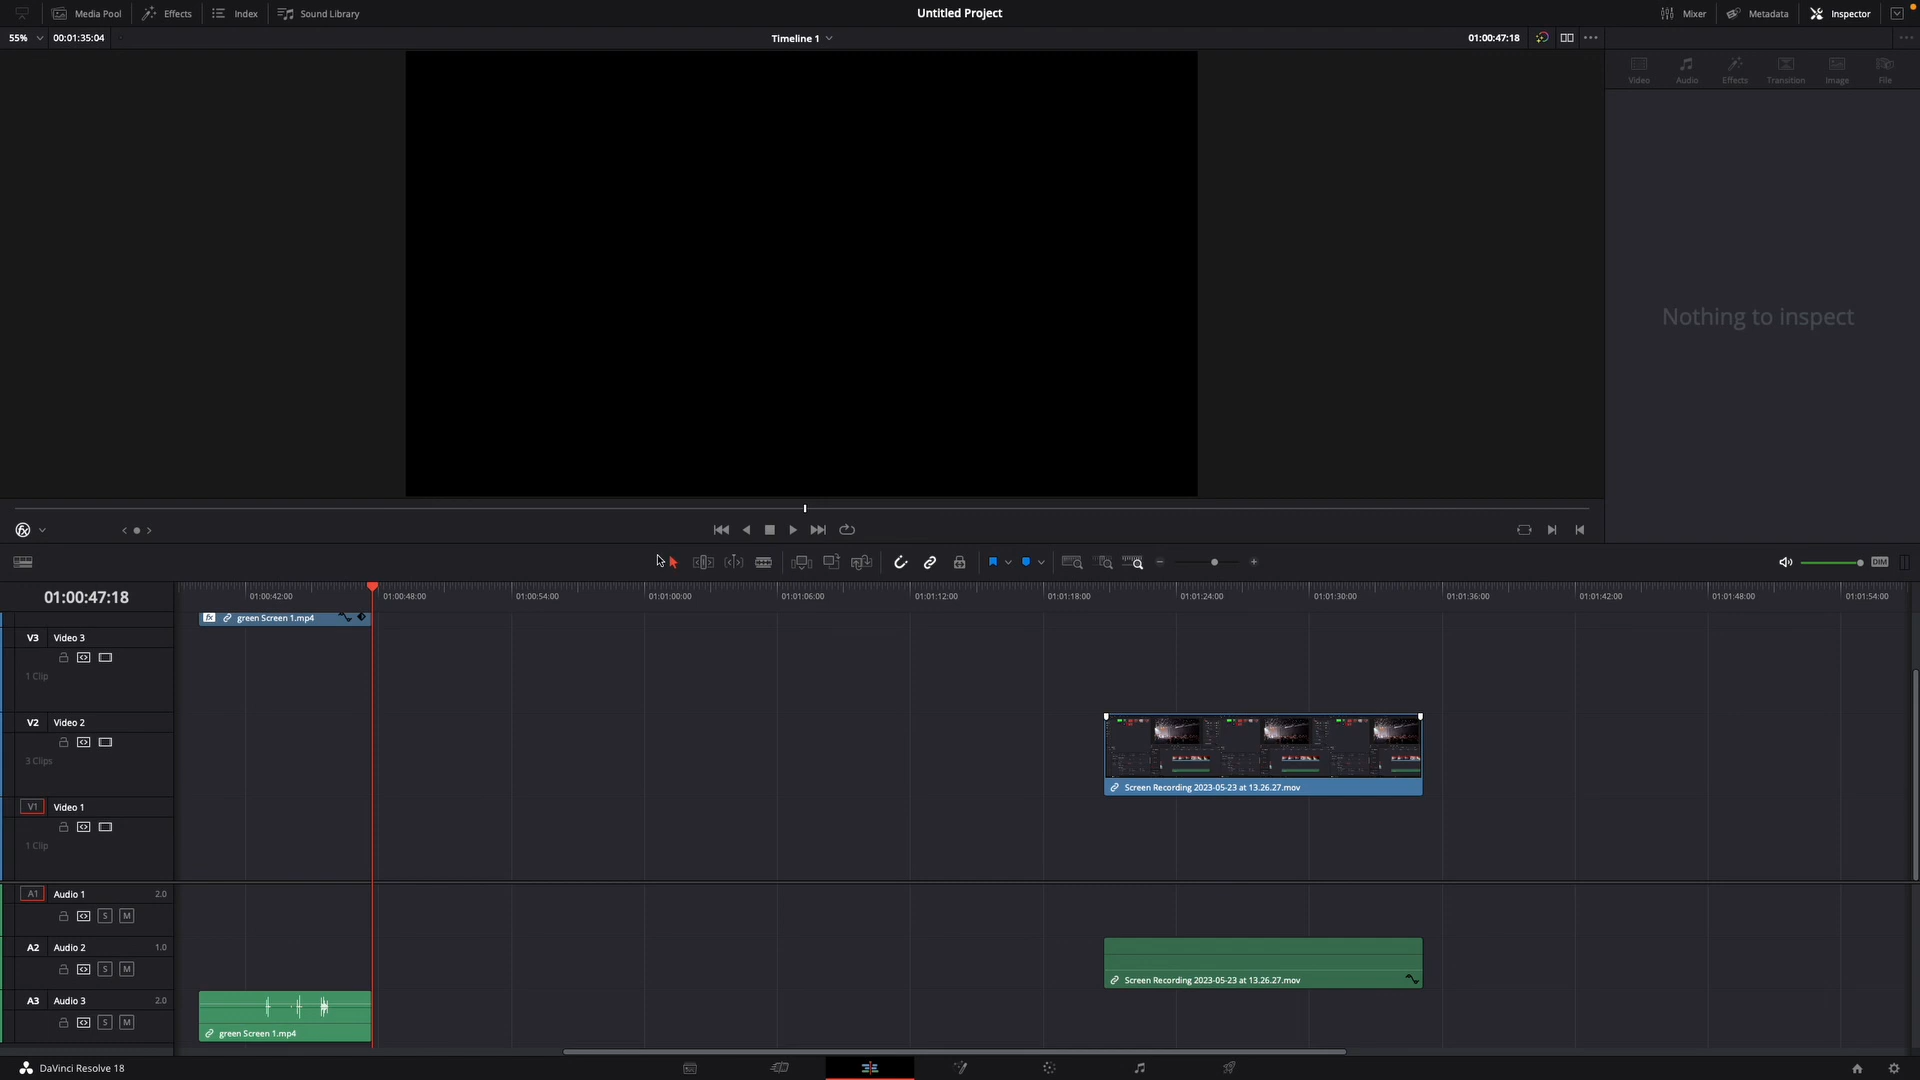 Media Pool Effects Index Sound Library Untitled Project Mixer Metadata Inspector
55% 00:01:35:04 Timeline 1 01:00:47:18
Video Audio Effects Transition Image File
Nothing to inspect
DIM
01:00:47:18 01:00:42:00 01:00:48:00 01:00:54:00 01:01:00:00 01:01:06:00 01:01:12:00 01:01:18:00 01:01:24:00 01:01:30:00 01:01:36:00 01:01:42:00 01:01:48:00 01:01:54:00
fx green Screen 1.mp4
V3 Video 3
1 Clip
V2 Video 2
3 Clips
Screen Recording 2023-05-23 at 13.26.27.mov
V1 Video 1
1 Clip
A1 Audio 1 2.0
S M
A2 Audio 2 1.0
S M
Screen Recording 2023-05-23 at 13.26.27.mov
A3 Audio 3 2.0
S M
green Screen 1.mp4
DaVinci Resolve 18